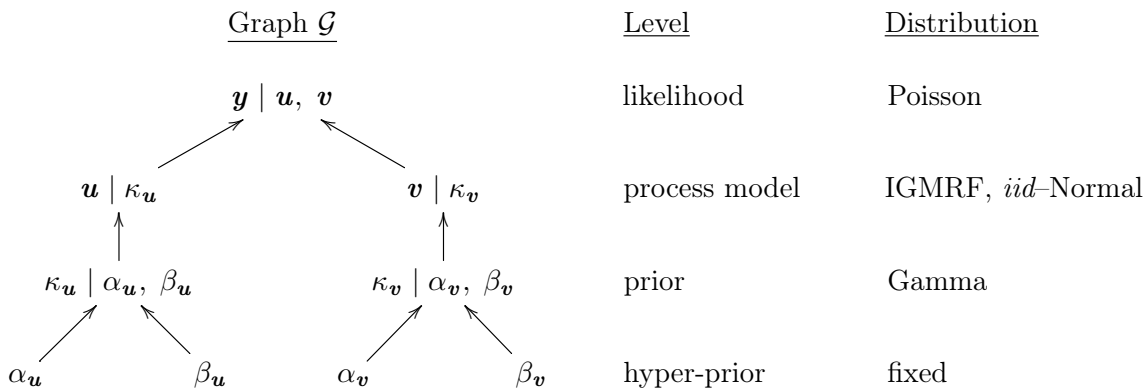 Graph 𝒢 Level Distribution
y | u, v likelihood Poisson
u | κ_u v | κ_v process model IGMRF, iid–Normal
κ_u | α_u, β_u κ_v | α_v, β_v prior Gamma
α_u β_u α_v β_v hyper-prior fixed